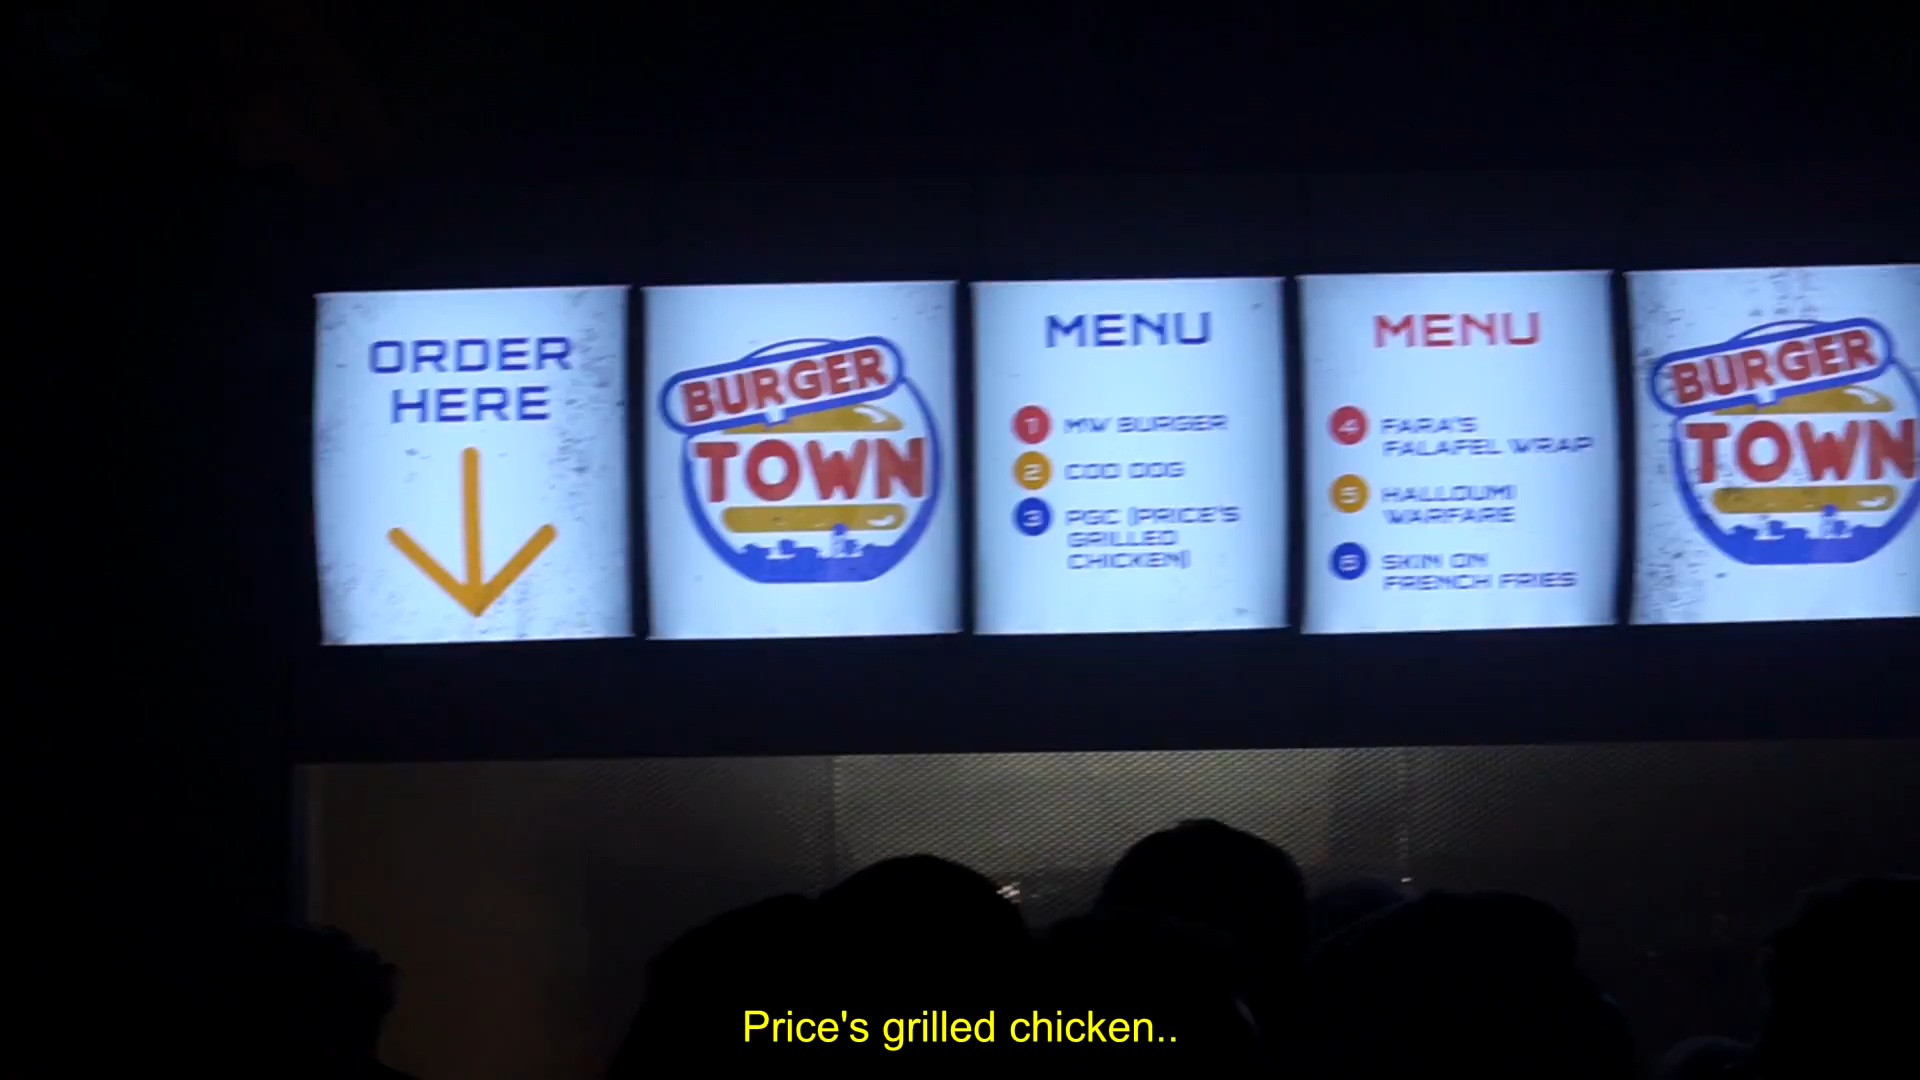 ORDER
HERE
BURGER
TOWN
MENU
1 MW BURGER
2 COD DOG
3 PGC (PRICE'S
GRILLED
CHICKEN)
MENU
4 FARA'S
FALAFEL WRAP
5 HALLOUMI
WARFARE
6 SKIN ON
FRENCH FRIES
BURGER
TOWN
Price's grilled chicken..